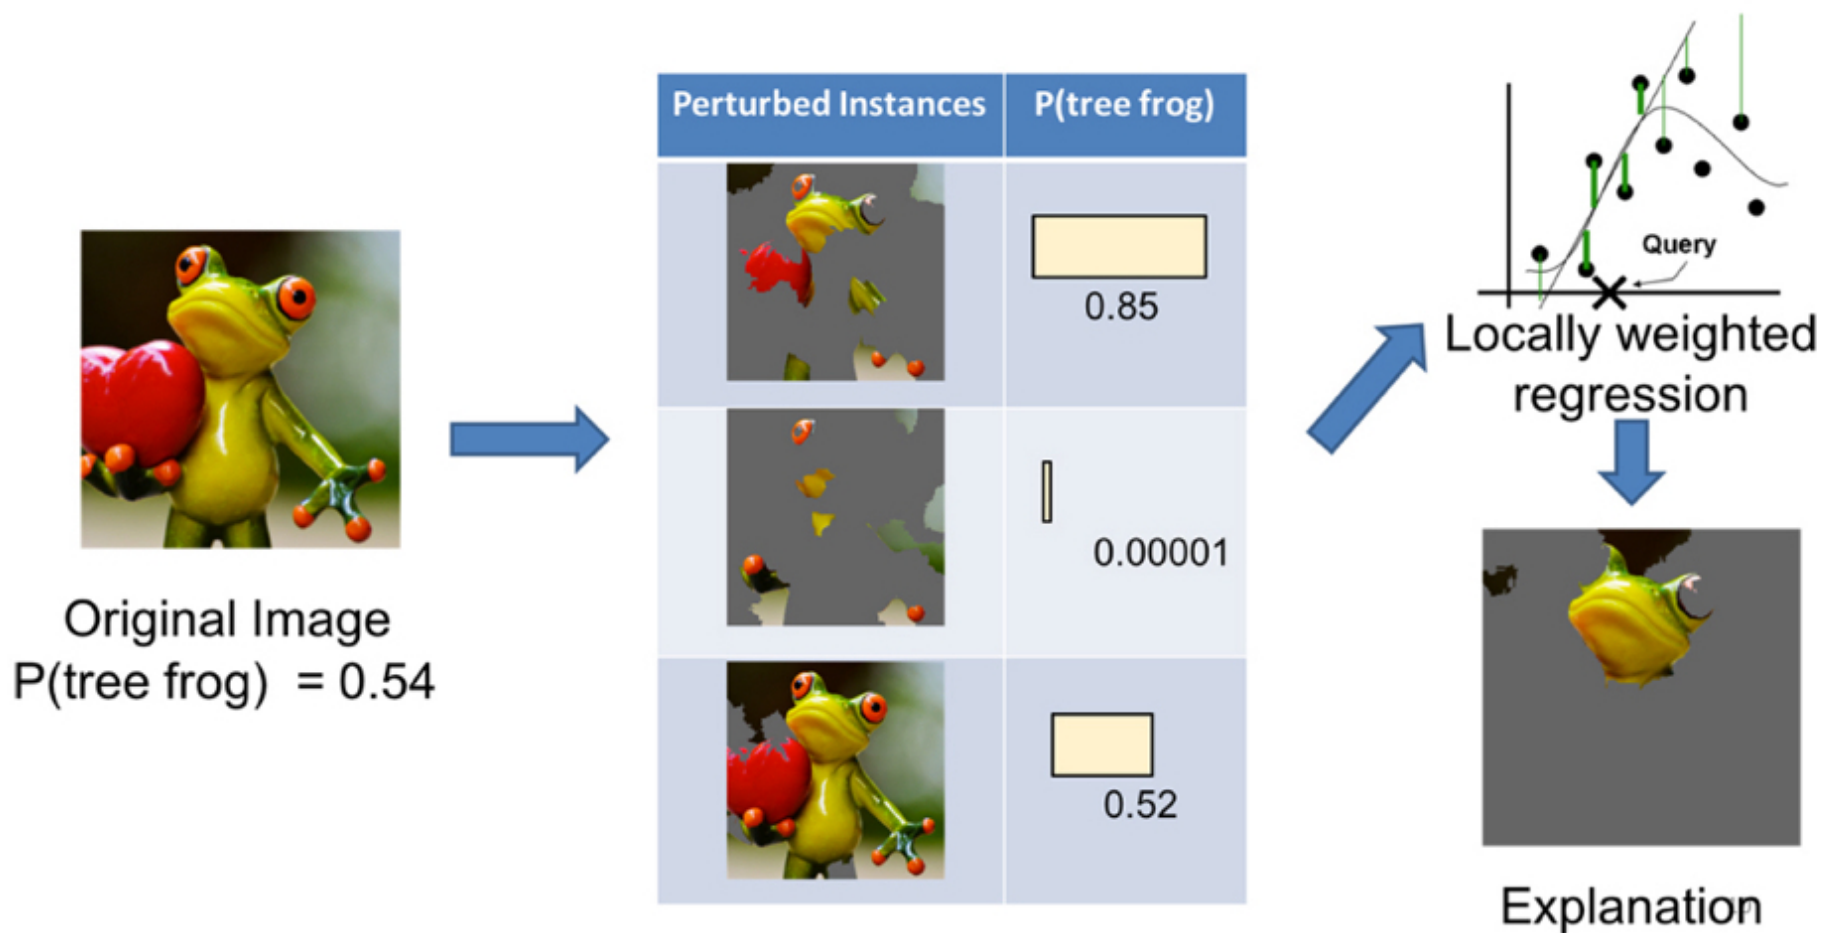 Original Image
P(tree frog) = 0.54
Perturbed Instances
P(tree frog)
0.85
0.00001
0.52
Query
Locally weighted
regression
Explanation